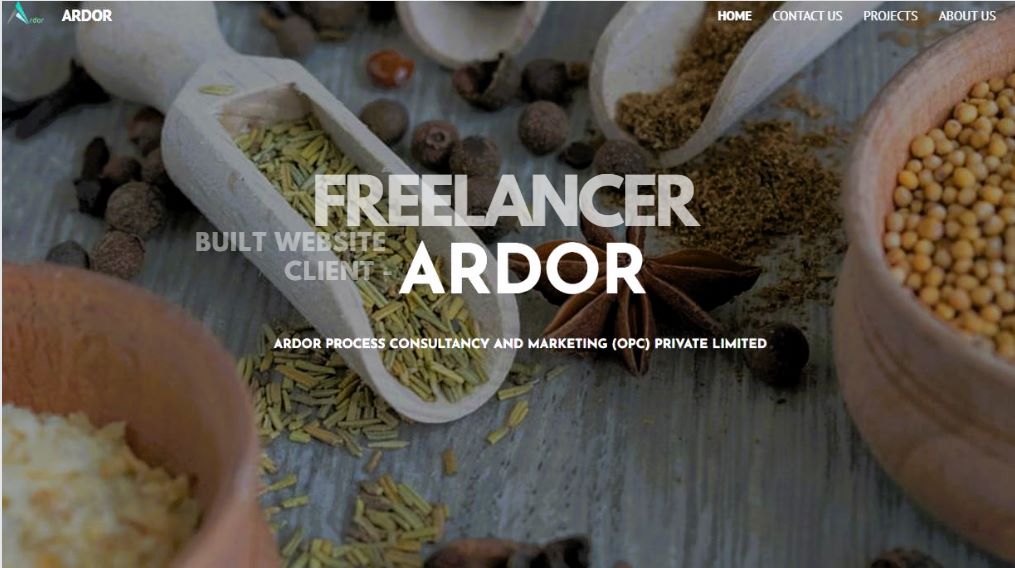 Ardor
ARDOR
HOME CONTACT US PROJECTS ABOUT US
FREELANCER
BUILT WEBSITE
CLIENT - ARDOR
ARDOR PROCESS CONSULTANCY AND MARKETING (OPC) PRIVATE LIMITED